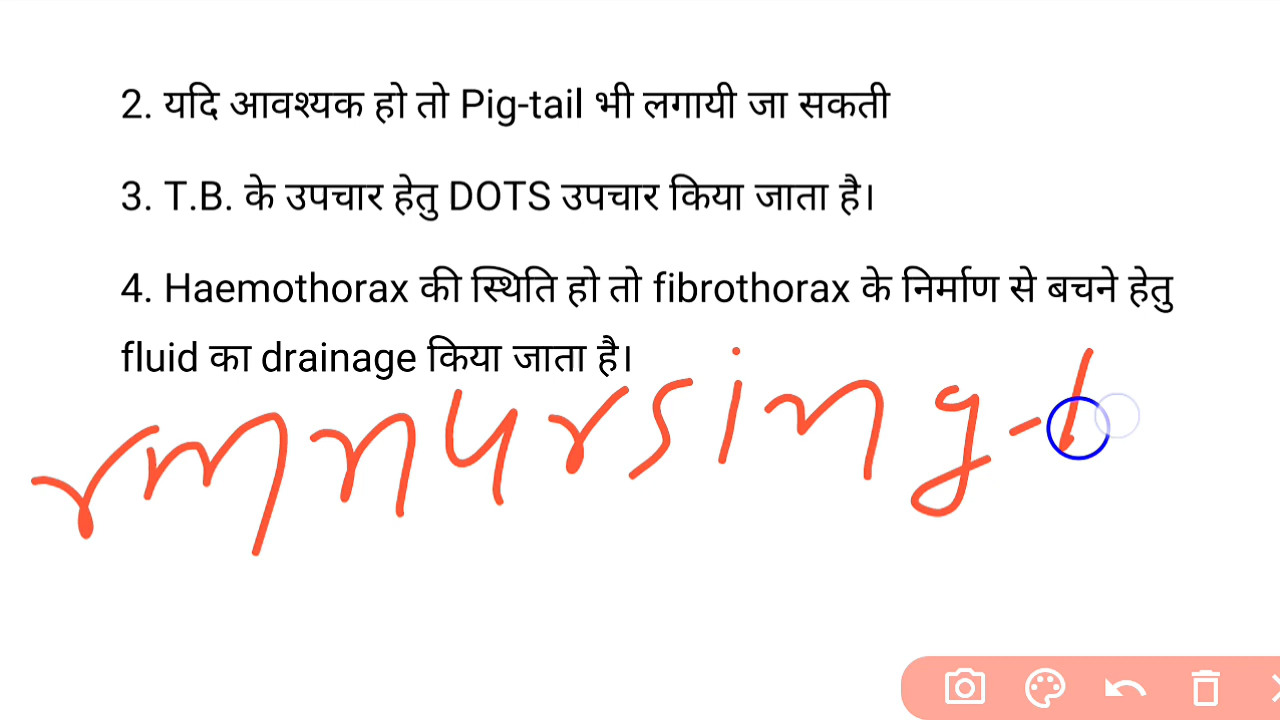 2. यदि आवश्यक हो तो Pig-tail भी लगायी जा सकती
3. T.B. के उपचार हेतु DOTS उपचार किया जाता है।
4. Haemothorax की स्थिति हो तो fibrothorax के निर्माण से बचने हेतु
fluid का drainage किया जाता है।
rmnursing-